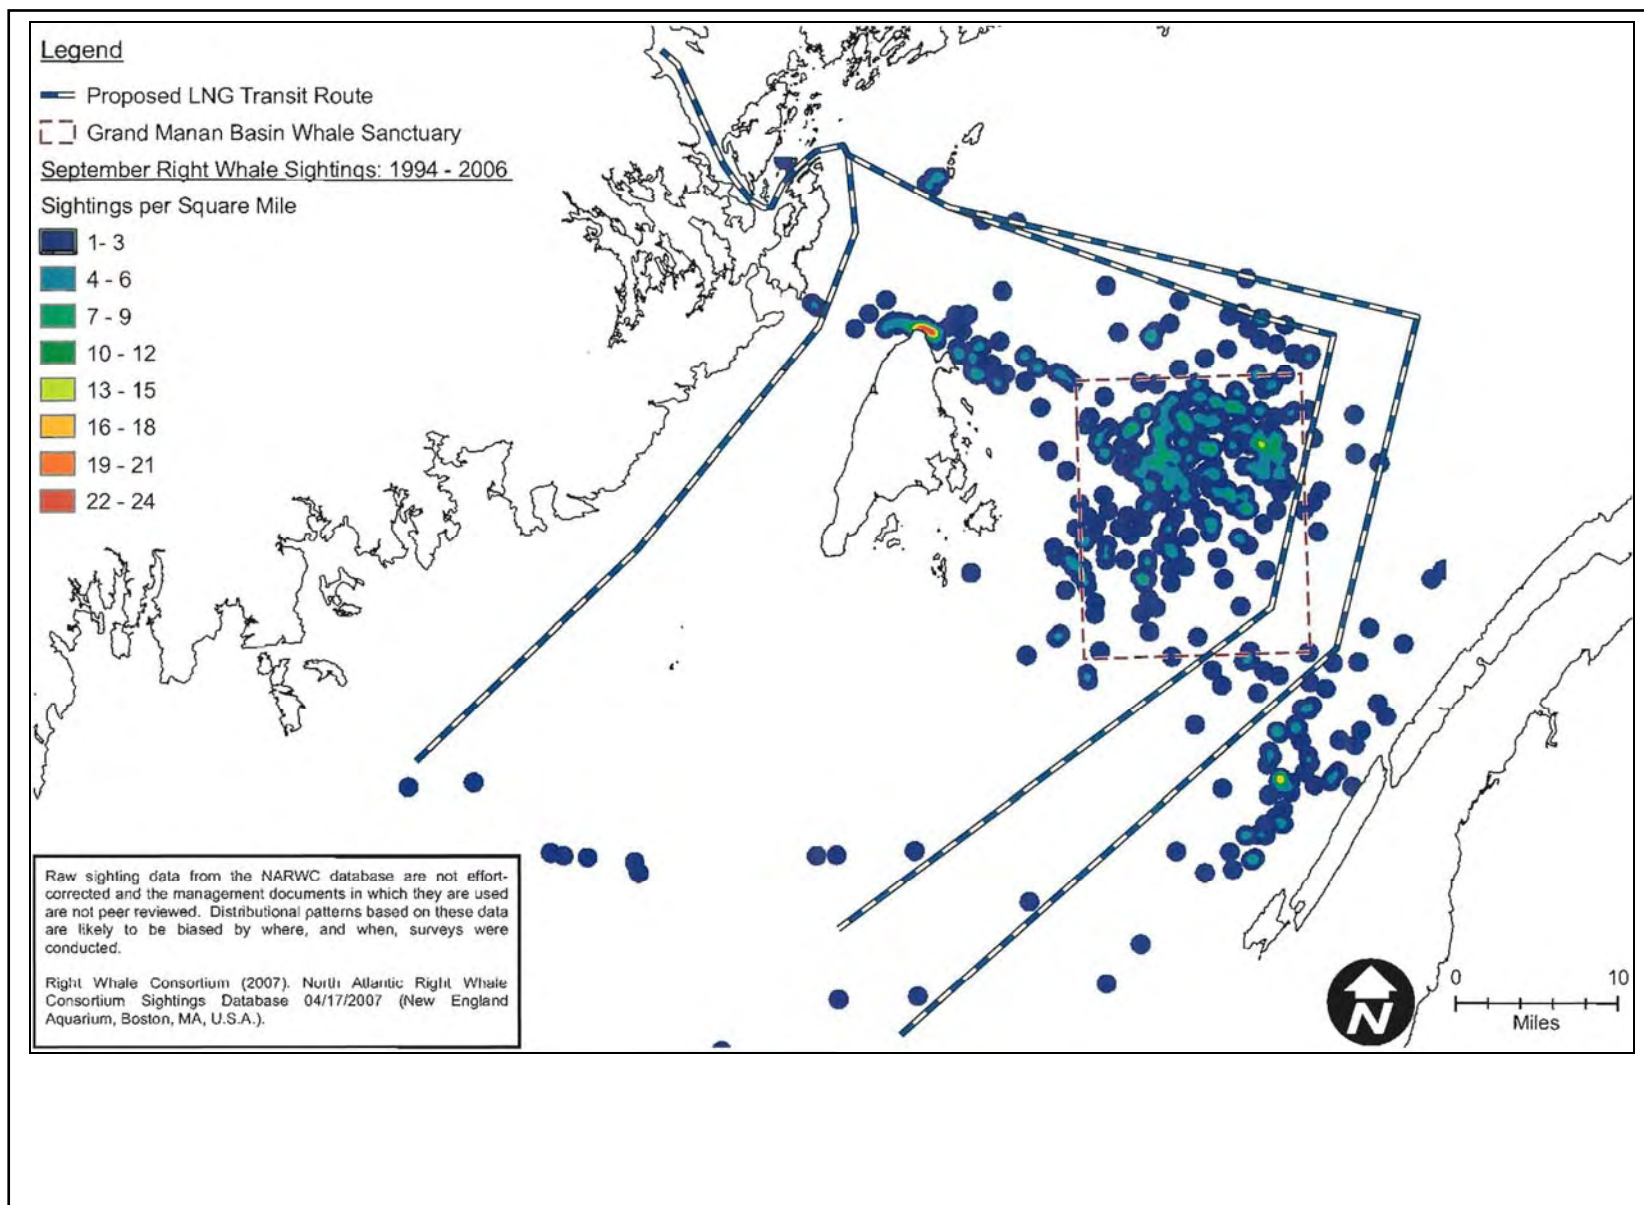 Legend
Proposed LNG Transit Route
Grand Manan Basin Whale Sanctuary
September Right Whale Sightings: 1994 - 2006
Sightings per Square Mile
1- 3
4 - 6
7 - 9
10 - 12
13 - 15
16 - 18
19 - 21
22 - 24
Raw sighting data from the NARWC database are not effort-
corrected and the management documents in which they are used
are not peer reviewed. Distributional patterns based on these data
are likely to be biased by where, and when, surveys were
conducted.
Right Whale Consortium (2007). North Atlantic Right Whale
Consortium Sightings Database 04/17/2007 (New England
Aquarium, Boston, MA, U.S.A.).
N
0 10
Miles